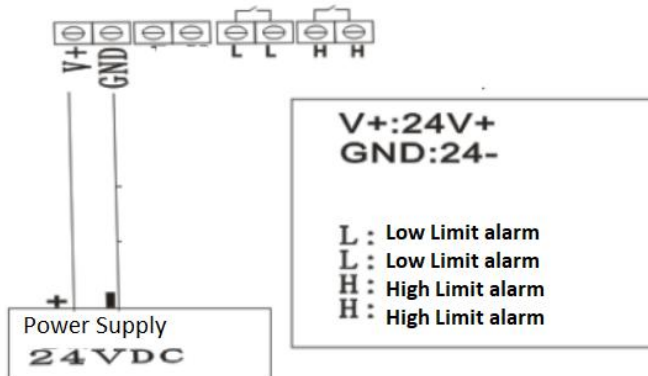 L L H H
V+
GND
V+:24V+
GND:24-
L: Low Limit alarm
L: Low Limit alarm
H: High Limit alarm
H: High Limit alarm
+
-
Power Supply
24VDC